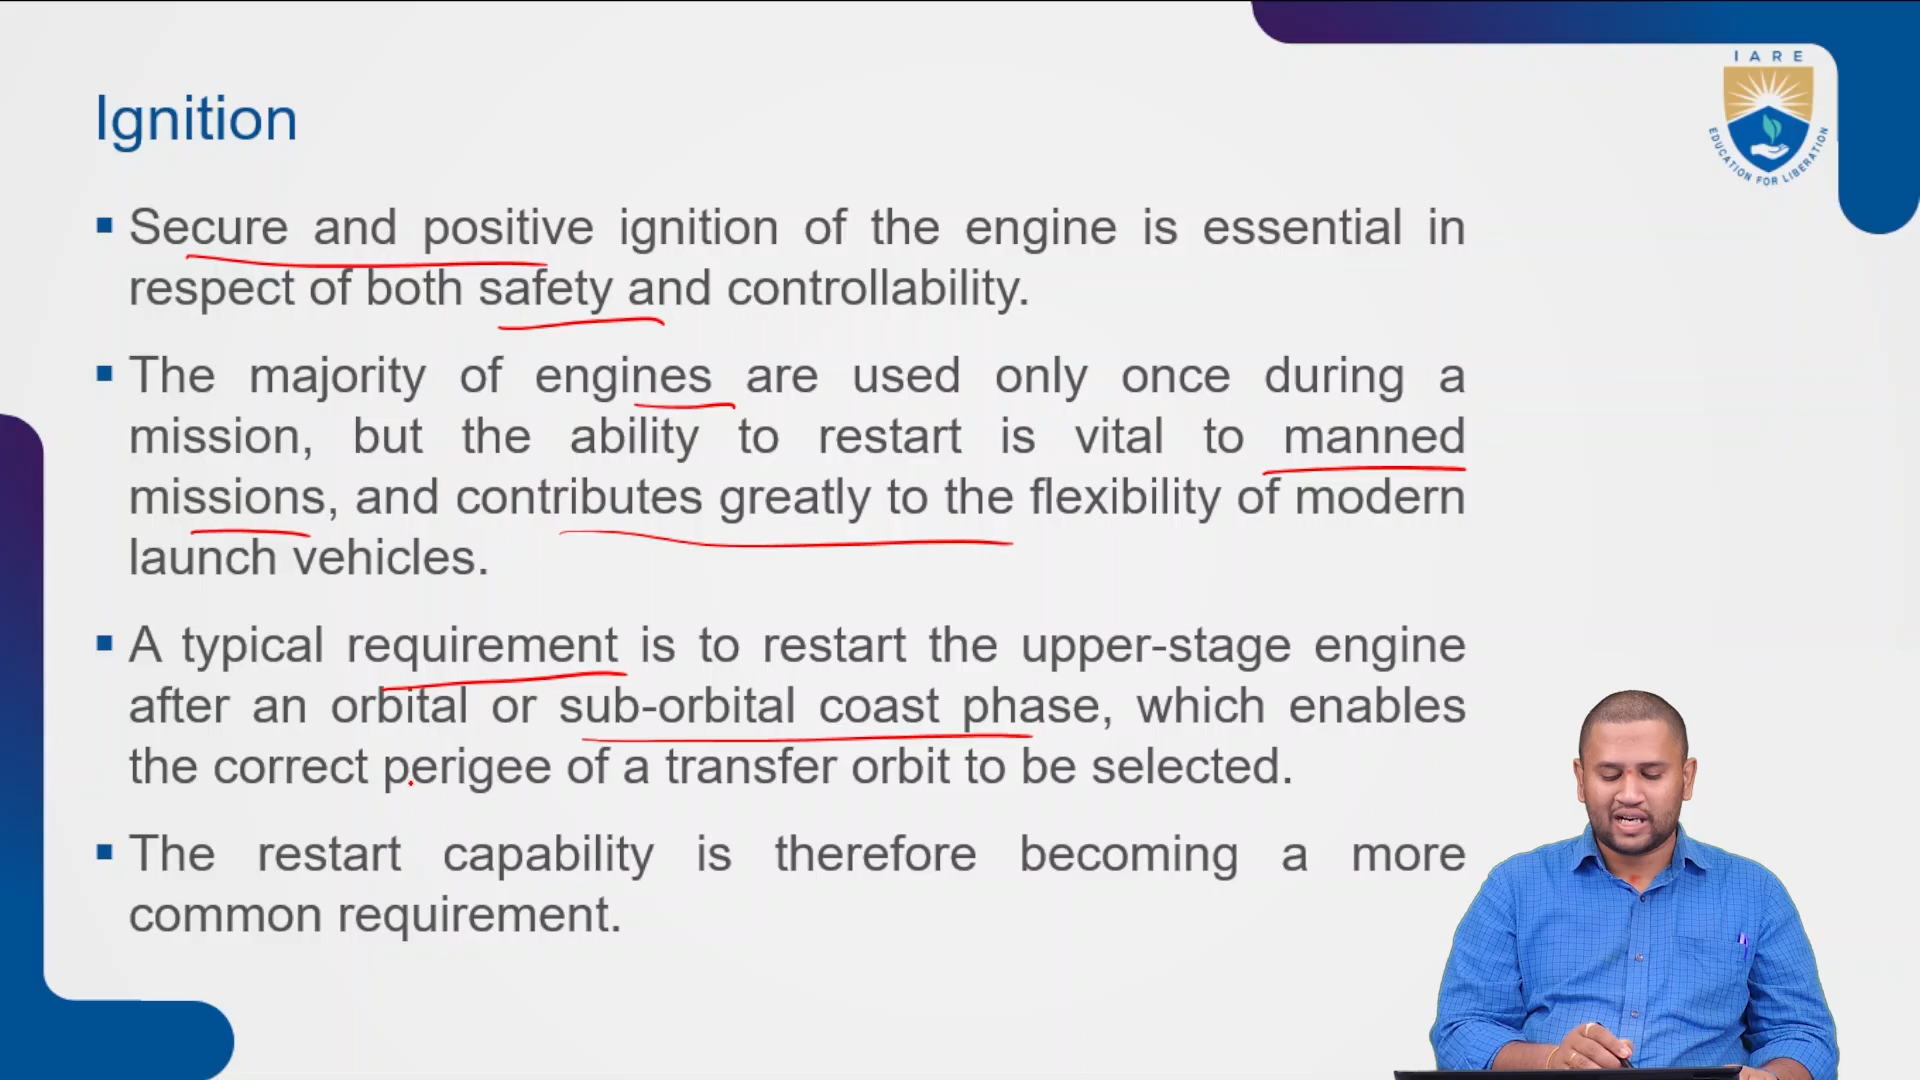 IARE
EDUCATION FOR LIBERATION
Ignition
Secure and positive ignition of the engine is essential in
respect of both safety and controllability.
The majority of engines are used only once during a
mission, but the ability to restart is vital to manned
missions, and contributes greatly to the flexibility of modern
launch vehicles.
A typical requirement is to restart the upper-stage engine
after an orbital or sub-orbital coast phase, which enables
the correct perigee of a transfer orbit to be selected.
The restart capability is therefore becoming a more
common requirement.